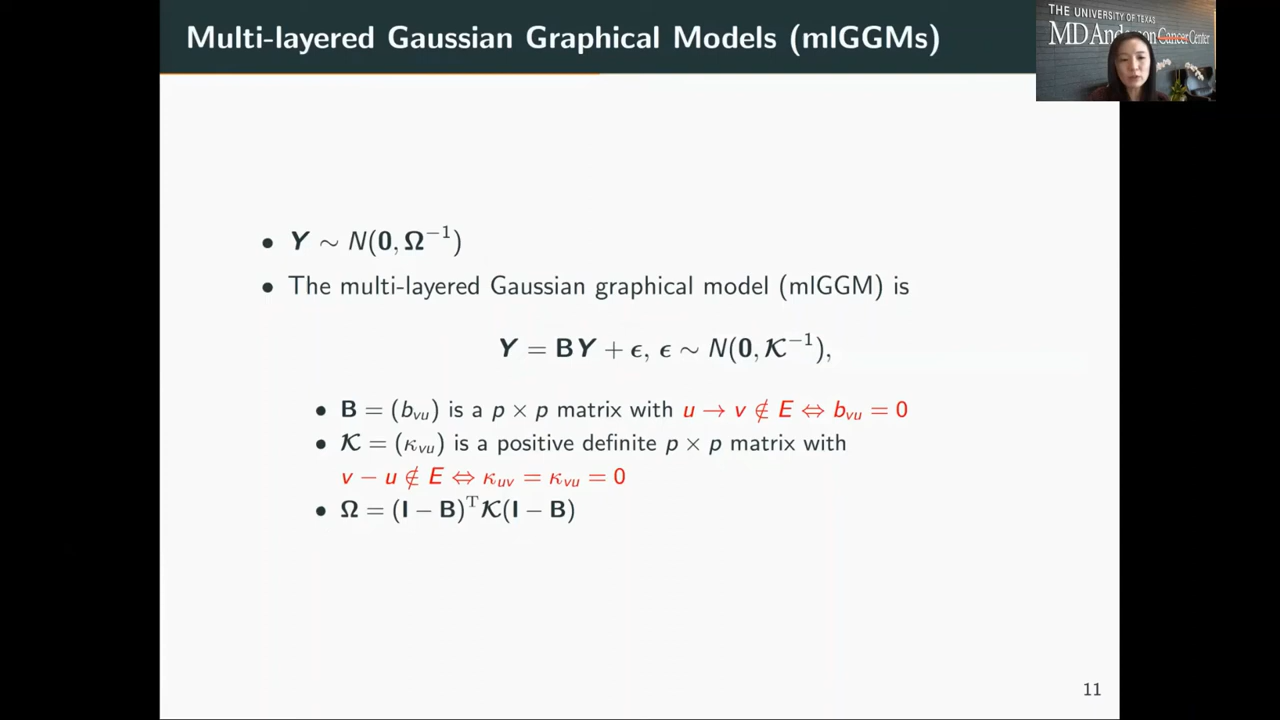 Multi-layered Gaussian Graphical Models (mlGGMs)
THE UNIVERSITY OF TEXAS
MD Anderson Cancer Center
• Y ∼ N(0, Ω⁻¹)
• The multi-layered Gaussian graphical model (mlGGM) is
Y = BY + ϵ, ϵ ∼ N(0, 𝒦⁻¹),
• B = (b_vu) is a p × p matrix with u → v ∉ E ⇔ b_vu = 0
• 𝒦 = (κ_vu) is a positive definite p × p matrix with
v − u ∉ E ⇔ κ_uv = κ_vu = 0
• Ω = (I − B)ᵀ𝒦(I − B)
11